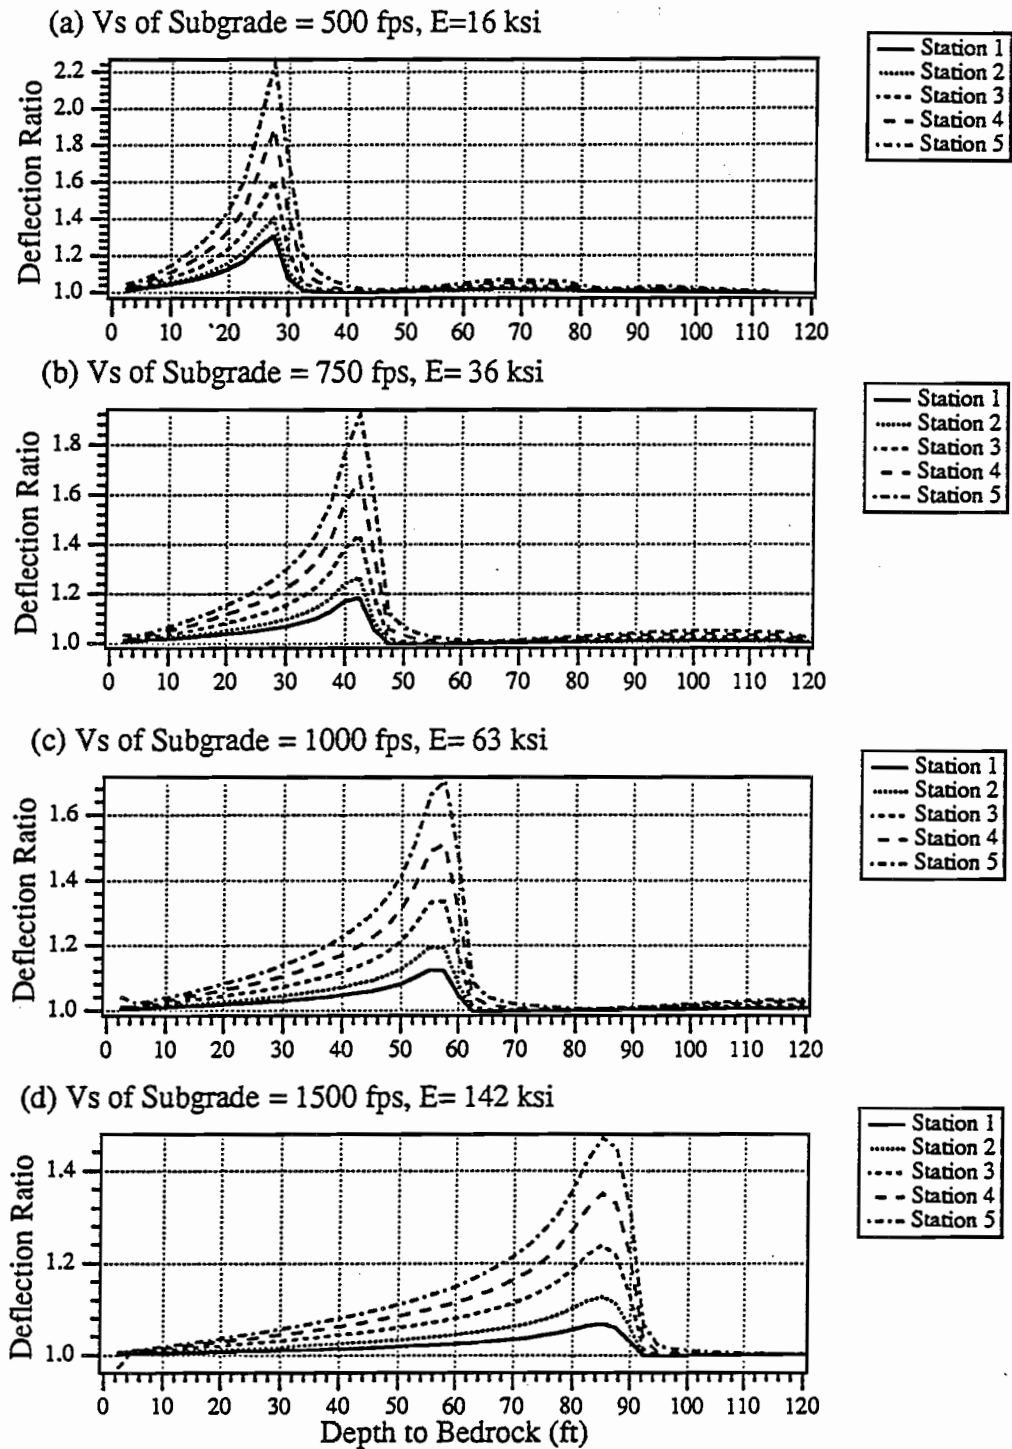 (a) Vs of Subgrade = 500 fps, E=16 ksi
Deflection Ratio
2.2
2.0
1.8
1.6
1.4
1.2
1.0
0 10 20 30 40 50 60 70 80 90 100 110 120
Station 1
Station 2
Station 3
Station 4
Station 5
(b) Vs of Subgrade = 750 fps, E= 36 ksi
Deflection Ratio
1.8
1.6
1.4
1.2
1.0
0 10 20 30 40 50 60 70 80 90 100 110 120
Station 1
Station 2
Station 3
Station 4
Station 5
(c) Vs of Subgrade = 1000 fps, E= 63 ksi
Deflection Ratio
1.6
1.4
1.2
1.0
0 10 20 30 40 50 60 70 80 90 100 110 120
Station 1
Station 2
Station 3
Station 4
Station 5
(d) Vs of Subgrade = 1500 fps, E= 142 ksi
Deflection Ratio
1.4
1.2
1.0
0 10 20 30 40 50 60 70 80 90 100 110 120
Depth to Bedrock (ft)
Station 1
Station 2
Station 3
Station 4
Station 5